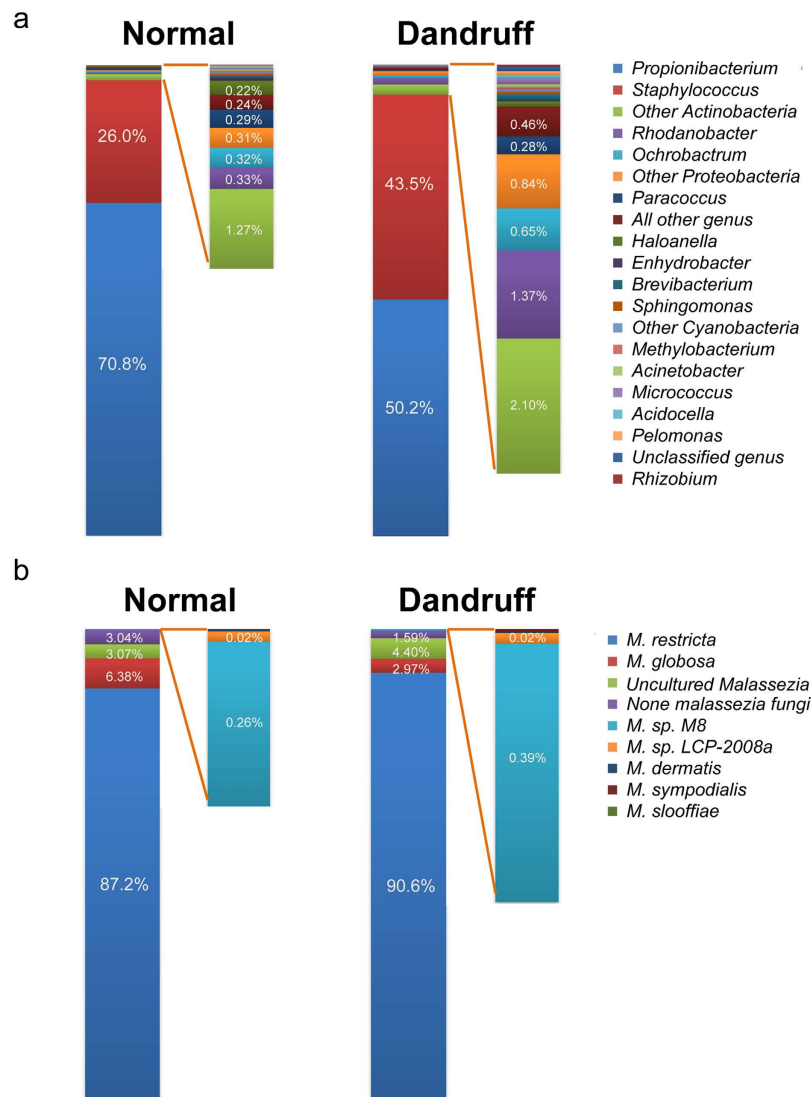 a
Normal
Dandruff
0.22%
0.24%
0.29%
0.31%
0.32%
0.33%
1.27%
26.0%
70.8%
0.46%
0.28%
0.84%
0.65%
1.37%
2.10%
43.5%
50.2%
Propionibacterium
Staphylococcus
Other Actinobacteria
Rhodanobacter
Ochrobactrum
Other Proteobacteria
Paracoccus
All other genus
Haloanella
Enhydrobacter
Brevibacterium
Sphingomonas
Other Cyanobacteria
Methylobacterium
Acinetobacter
Micrococcus
Acidocella
Pelomonas
Unclassified genus
Rhizobium
b
Normal
Dandruff
3.04%
3.07%
6.38%
87.2%
0.02%
0.26%
1.59%
4.40%
2.97%
90.6%
0.02%
0.39%
M. restricta
M. globosa
Uncultured Malassezia
None malassezia fungi
M. sp. M8
M. sp. LCP-2008a
M. dermatis
M. sympodialis
M. slooffiae